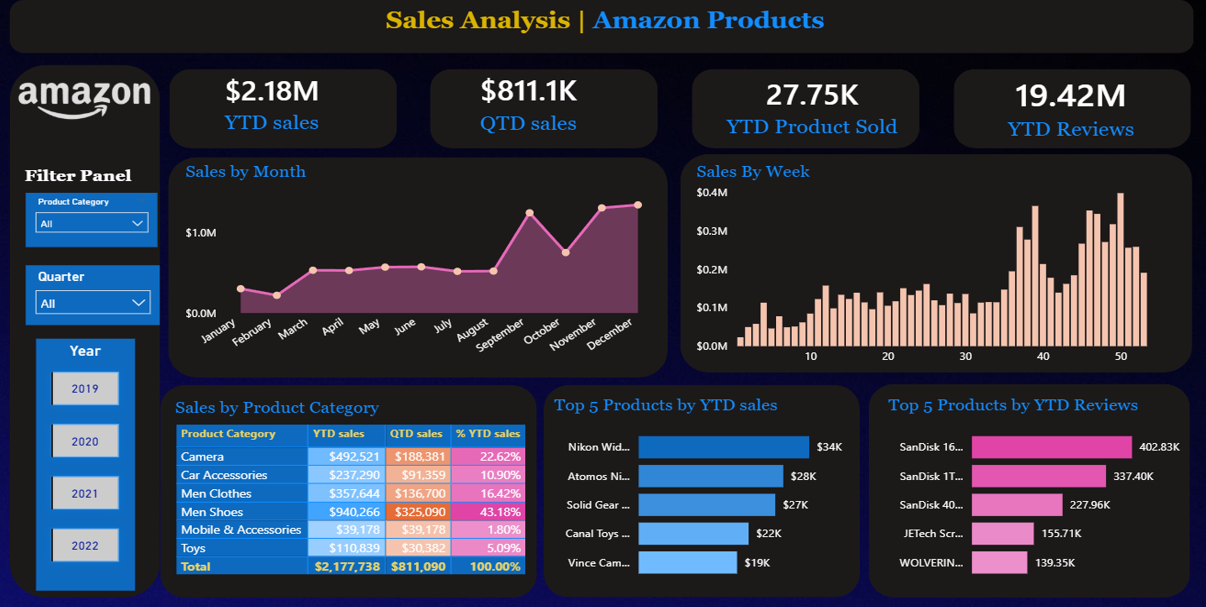 Sales Analysis | Amazon Products
amazon
$2.18M
YTD sales
$811.1K
QTD sales
27.75K
YTD Product Sold
19.42M
YTD Reviews
Filter Panel
Product Category
All
Quarter
All
Year
2019
2020
2021
2022
Sales by Month
$1.0M
$0.0M
January February March April May June July August September October November December
Sales By Week
$0.4M
$0.3M
$0.2M
$0.1M
$0.0M
10 20 30 40 50
Sales by Product Category
Product Category YTD sales QTD sales % YTD sales
Camera $492,521 $188,381 22.62%
Car Accessories $237,290 $91,359 10.90%
Men Clothes $357,644 $136,700 16.42%
Men Shoes $940,266 $325,090 43.18%
Mobile & Accessories $39,178 $39,178 1.80%
Toys $110,839 $30,382 5.09%
Total $2,177,738 $811,090 100.00%
Top 5 Products by YTD sales
Nikon Wid... $34K
Atomos Ni... $28K
Solid Gear ... $27K
Canal Toys ... $22K
Vince Cam... $19K
Top 5 Products by YTD Reviews
SanDisk 16... 402.83K
SanDisk 1T... 337.40K
SanDisk 40... 227.96K
JETech Scr... 155.71K
WOLVERIN... 139.35K